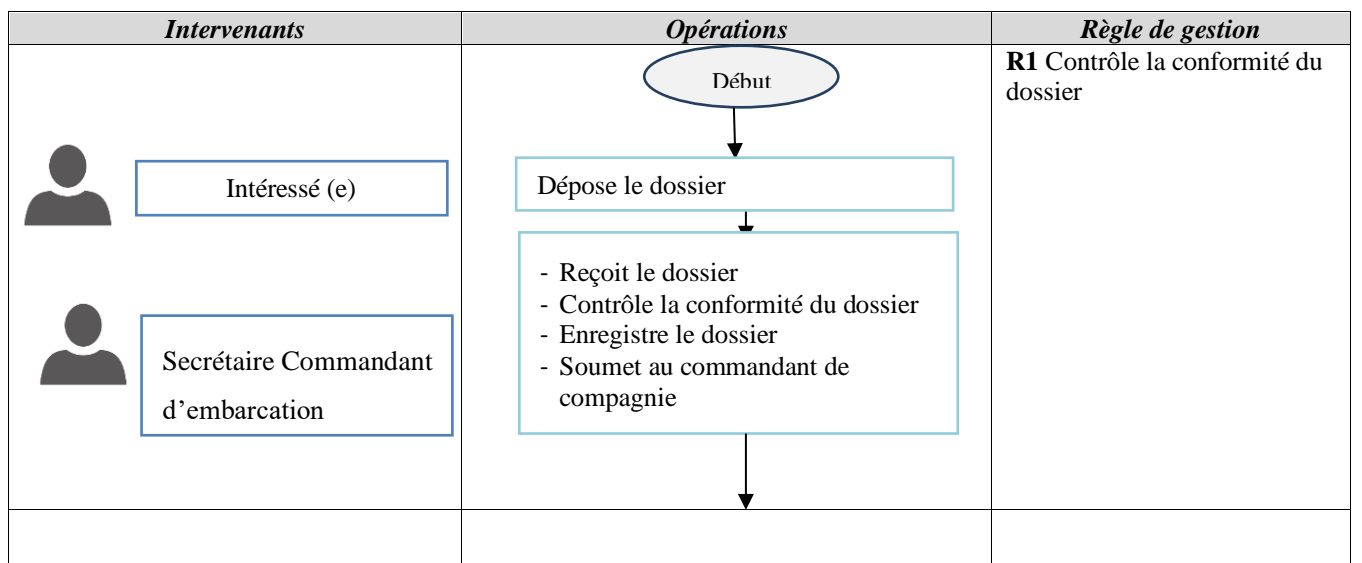 Intervenants
Opérations
Règle de gestion
Début
R1 Contrôle la conformité du
dossier
Intéressé (e)
Dépose le dossier
Secrétaire Commandant
d’embarcation
- Reçoit le dossier
- Contrôle la conformité du dossier
- Enregistre le dossier
- Soumet au commandant de
compagnie